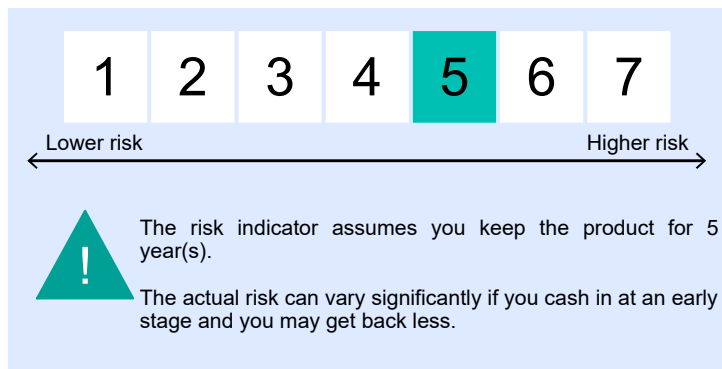 1 2 3 4 5 6 7
Lower risk Higher risk
!
The risk indicator assumes you keep the product for 5
year(s).
The actual risk can vary significantly if you cash in at an early
stage and you may get back less.